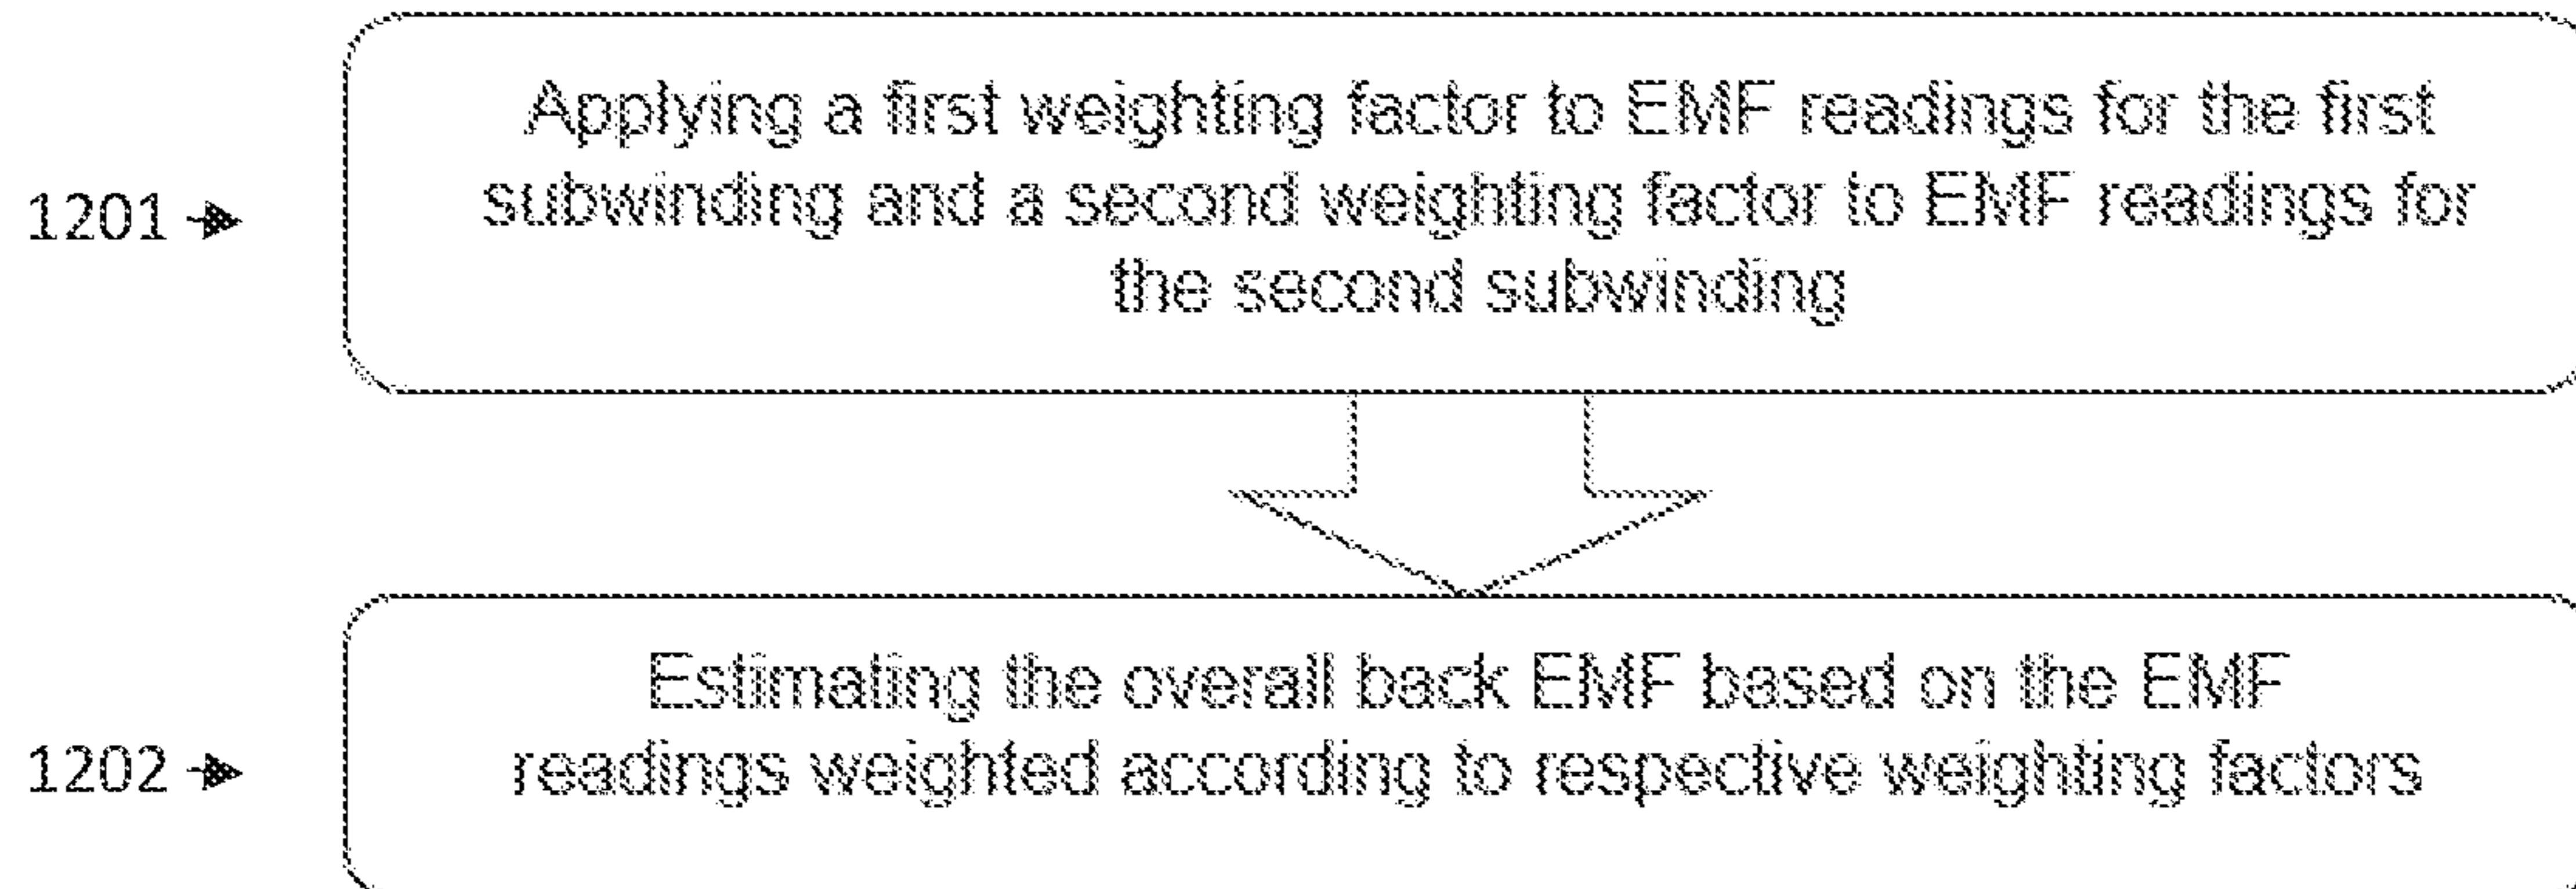 Applying a first weighting factor to EMF readings for the first
1201
subwinding and a second weighting factor to EMF readings for
the second subwinding
Estimating the overall back EMF based on the EMF
1202
readings weighted according to respective weighting factors